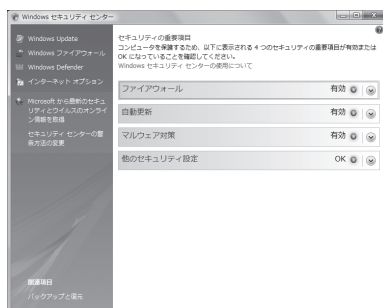 Windows セキュリティ センター
Windows Update
Windows ファイアウォール
Windows Defender
インターネット オプション
Microsoft から最新のセキュ
リティとウイルスのオンライ
ン情報を取得
セキュリティ センターの警
告方法の変更
関連項目
バックアップと復元
セキュリティの重要項目
コンピュータを保護するため、以下に表示される 4 つのセキュリティの重要項目が有効または
OK になっていることを確認してください。
Windows セキュリティ センターの使用について
ファイアウォール 有効
自動更新 有効
マルウェア対策 有効
他のセキュリティ設定 OK